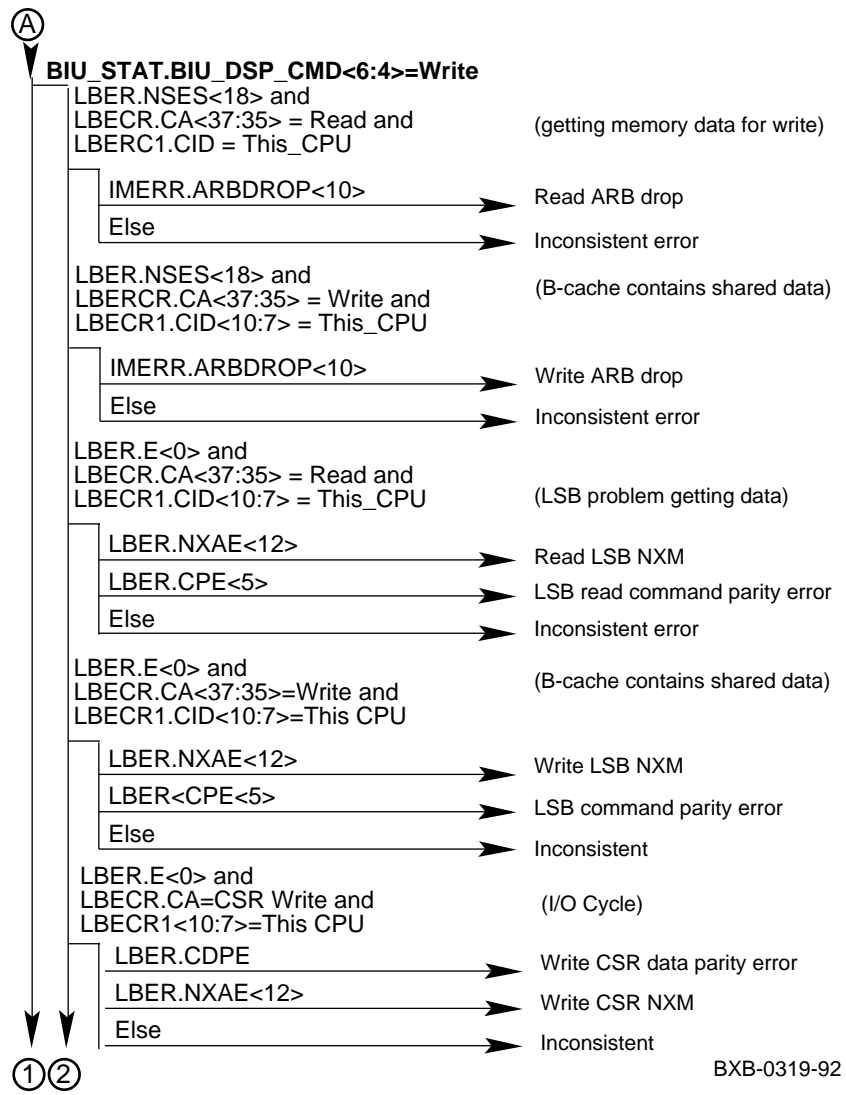 A
BIU_STAT.BIU_DSP_CMD<6:4>=Write
LBER.NSES<18> and
LBECR.CA<37:35> = Read and
LBERC1.CID = This_CPU
(getting memory data for write)
IMERR.ARBDROP<10>
Read ARB drop
Else
Inconsistent error
LBER.NSES<18> and
LBERCR.CA<37:35> = Write and
LBECR1.CID<10:7> = This_CPU
(B-cache contains shared data)
IMERR.ARBDROP<10>
Write ARB drop
Else
Inconsistent error
LBER.E<0> and
LBECR.CA<37:35> = Read and
LBECR1.CID<10:7> = This_CPU
(LSB problem getting data)
LBER.NXAE<12>
Read LSB NXM
LBER.CPE<5>
LSB read command parity error
Else
Inconsistent error
LBER.E<0> and
LBECR.CA<37:35>=Write and
LBECR1.CID<10:7>=This CPU
(B-cache contains shared data)
LBER.NXAE<12>
Write LSB NXM
LBER<CPE<5>
LSB command parity error
Else
Inconsistent
LBER.E<0> and
LBECR.CA=CSR Write and
LBECR1<10:7>=This CPU
(I/O Cycle)
LBER.CDPE
Write CSR data parity error
LBER.NXAE<12>
Write CSR NXM
Else
Inconsistent
1 2
BXB-0319-92